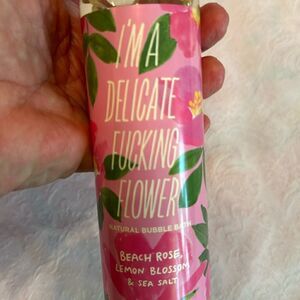 I'M A
DELICATE
FUCKING
FLOWER
NATURAL BUBBLE BATH
BEACH ROSE,
LEMON BLOSSOM
& SEA SALT